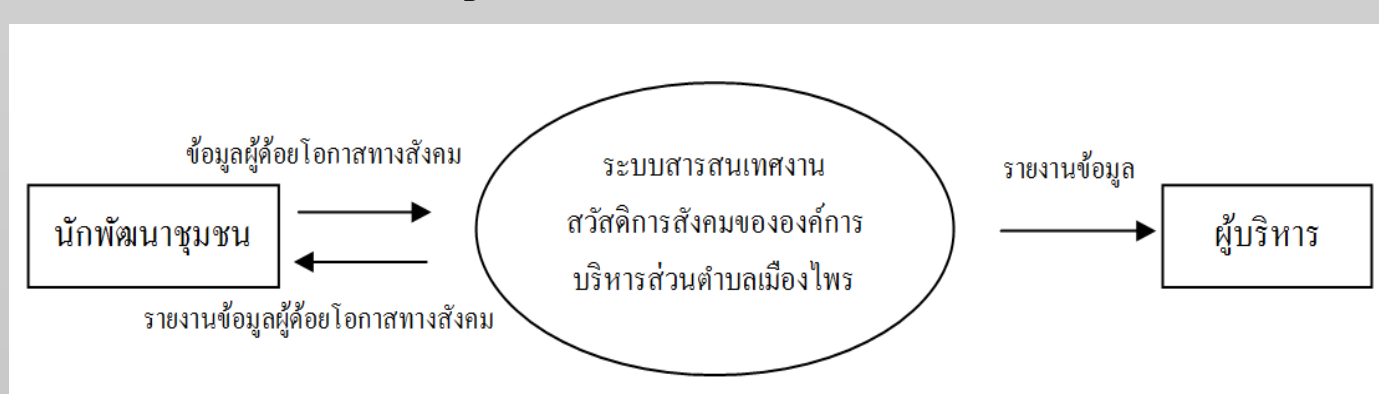 ข้อมูลผู้ด้อยโอกาสทางสังคม
นักพัฒนาชุมชน
รายงานข้อมูลผู้ด้อยโอกาสทางสังคม
ระบบสารสนเทศงาน
สวัสดิการสังคมขององค์การ
บริหารส่วนตำบลเมืองไพร
รายงานข้อมูล
ผู้บริหาร